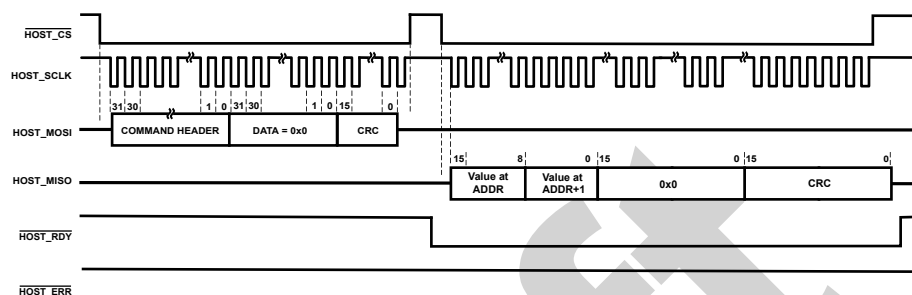 HOST_CS
HOST_SCLK
31 30 1 0 31 30 1 0 15 0
HOST_MOSI COMMAND HEADER DATA = 0x0 CRC
15 8 0 15 0 15 0
HOST_MISO Value at ADDR Value at ADDR+1 0x0 CRC
HOST_RDY
HOST_ERR